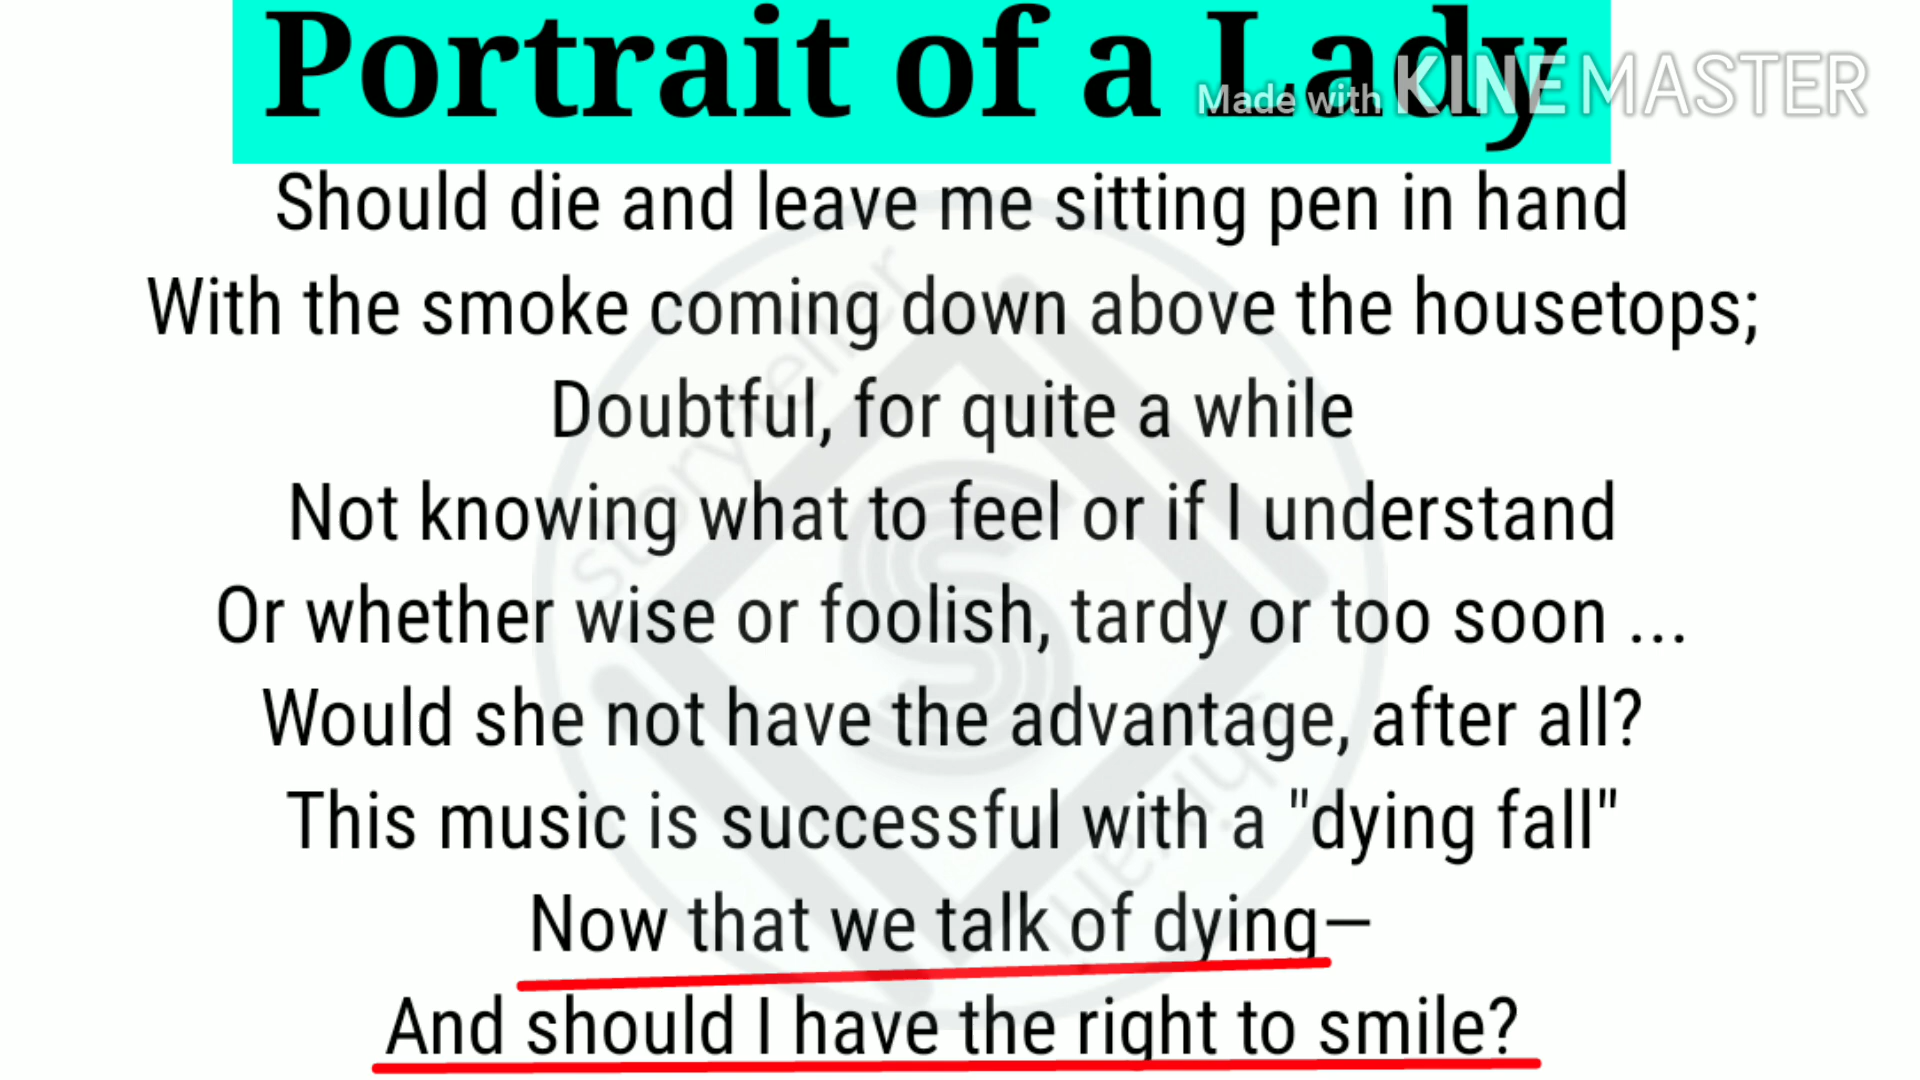 Portrait of a Lady
Made with KINEMASTER
Should die and leave me sitting pen in hand
With the smoke coming down above the housetops;
Doubtful, for quite a while
Not knowing what to feel or if I understand
Or whether wise or foolish, tardy or too soon ...
Would she not have the advantage, after all?
This music is successful with a "dying fall"
Now that we talk of dying—
And should I have the right to smile?
storyteller